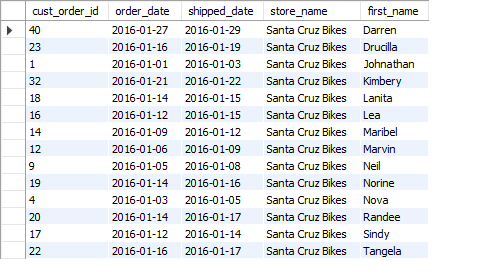 cust_order_id order_date shipped_date store_name first_name
40 2016-01-27 2016-01-29 Santa Cruz Bikes Darren
23 2016-01-16 2016-01-19 Santa Cruz Bikes Drucilla
1 2016-01-01 2016-01-03 Santa Cruz Bikes Johnathan
32 2016-01-21 2016-01-22 Santa Cruz Bikes Kimbery
18 2016-01-14 2016-01-15 Santa Cruz Bikes Lanita
16 2016-01-12 2016-01-15 Santa Cruz Bikes Lea
14 2016-01-09 2016-01-12 Santa Cruz Bikes Maribel
12 2016-01-06 2016-01-09 Santa Cruz Bikes Marvin
9 2016-01-05 2016-01-08 Santa Cruz Bikes Neil
19 2016-01-14 2016-01-16 Santa Cruz Bikes Norine
4 2016-01-03 2016-01-05 Santa Cruz Bikes Nova
20 2016-01-14 2016-01-17 Santa Cruz Bikes Randee
17 2016-01-12 2016-01-14 Santa Cruz Bikes Sindy
22 2016-01-16 2016-01-17 Santa Cruz Bikes Tangela